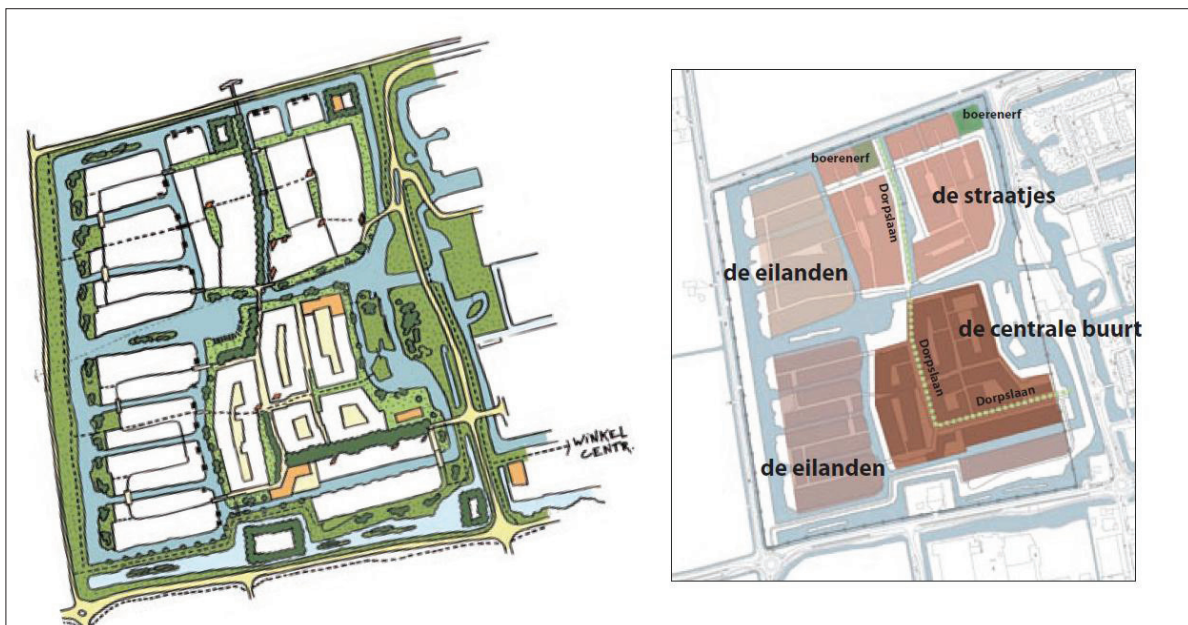 WINKEL
CENTR.
boerenerf
boerenerf
Dorpslaan
de straatjes
de eilanden
de centrale buurt
Dorpslaan
Dorpslaan
de eilanden